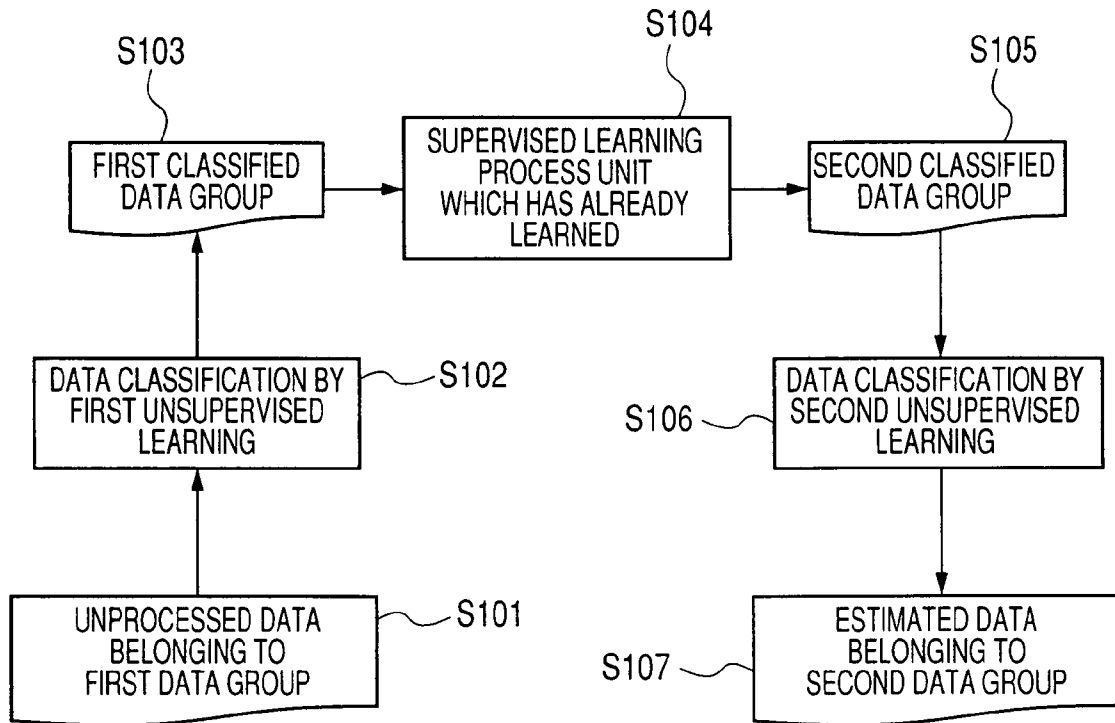 S103
FIRST CLASSIFIED
DATA GROUP
S104
SUPERVISED LEARNING
PROCESS UNIT
WHICH HAS ALREADY
LEARNED
S105
SECOND CLASSIFIED
DATA GROUP
DATA CLASSIFICATION BY
FIRST UNSUPERVISED
LEARNING
S102
S106
DATA CLASSIFICATION BY
SECOND UNSUPERVISED
LEARNING
UNPROCESSED DATA
BELONGING TO
FIRST DATA GROUP
S101
S107
ESTIMATED DATA
BELONGING TO
SECOND DATA GROUP